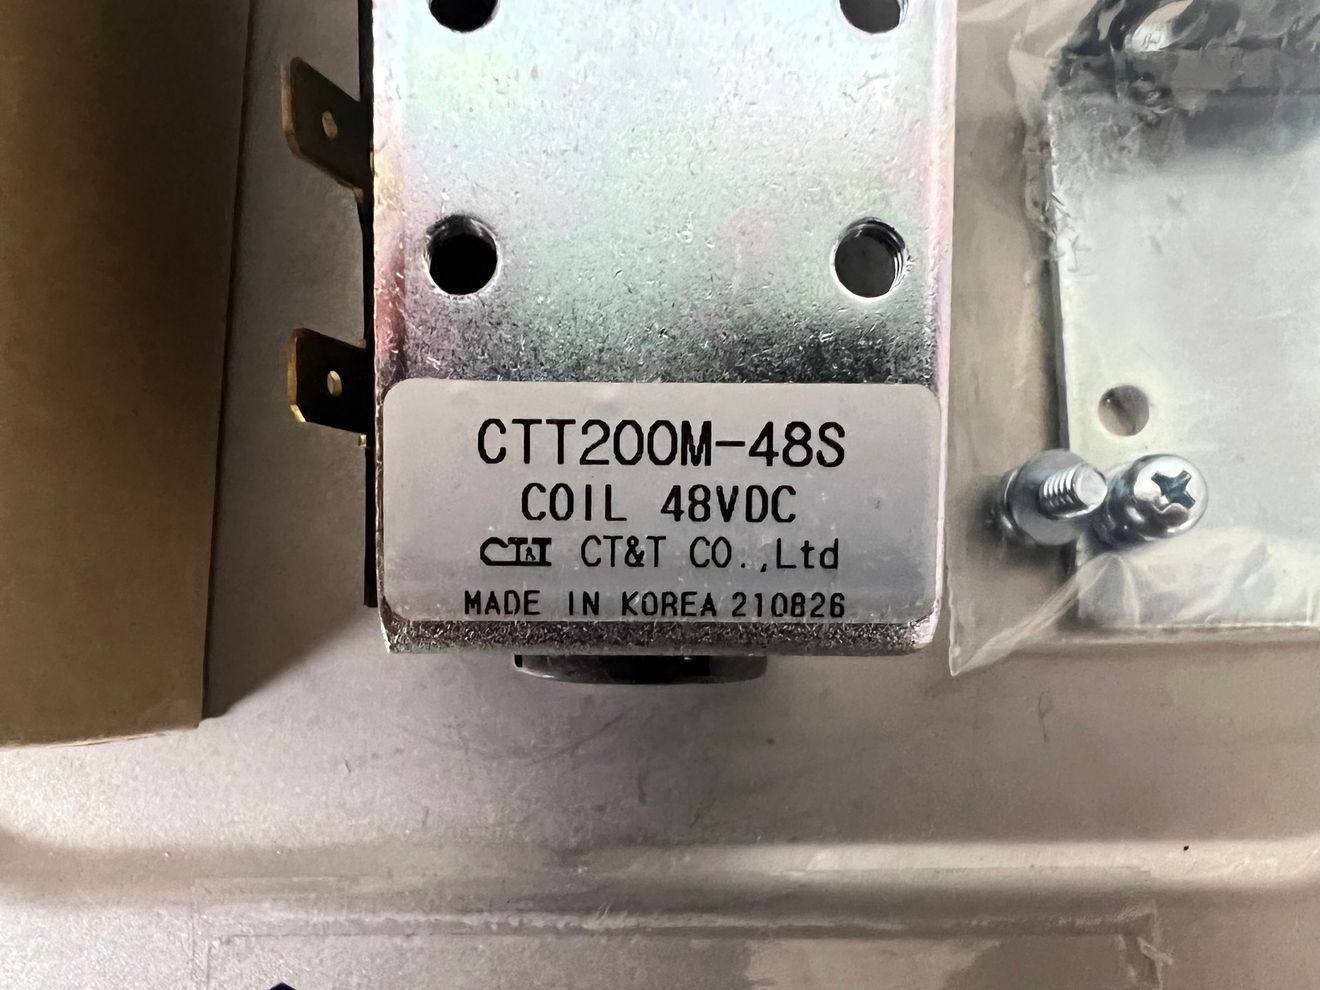 CTT200M-48S
COIL 48VDC
CT&T CT&T CO.,Ltd
MADE IN KOREA 210826